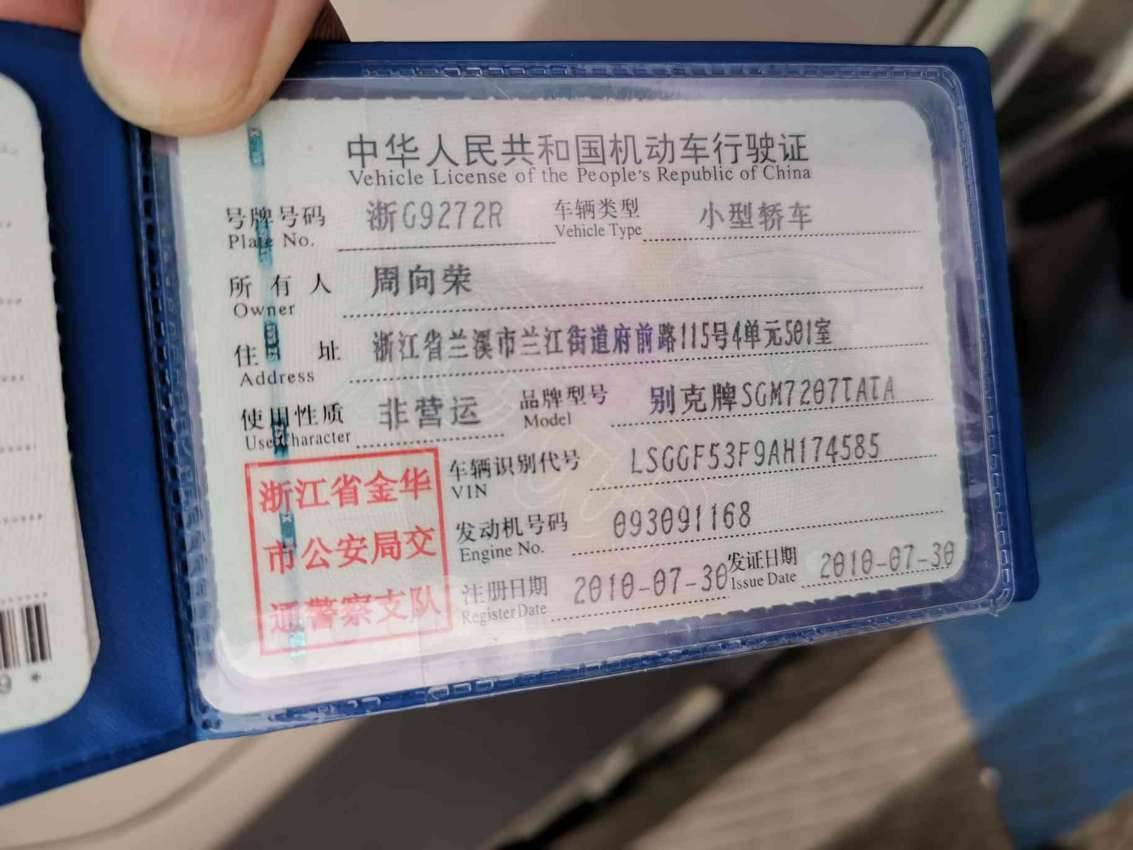 中华人民共和国机动车行驶证
Vehicle License of the People's Republic of China
号牌号码 浙G9272R 车辆类型 小型轿车
Plate No. Vehicle Type
所有人 周向荣
Owner
住址 浙江省兰溪市兰江街道府前路115号4单元501室
Address
使用性质 非营运 品牌型号 别克牌SGM7207TATA
Use Character Model
浙江省金华
市公安局交
通警察支队
车辆识别代号 LSGGF53F9AH174585
VIN
发动机号码 093091168
Engine No.
注册日期 2010-07-30 发证日期 2010-07-30
Register Date Issue Date